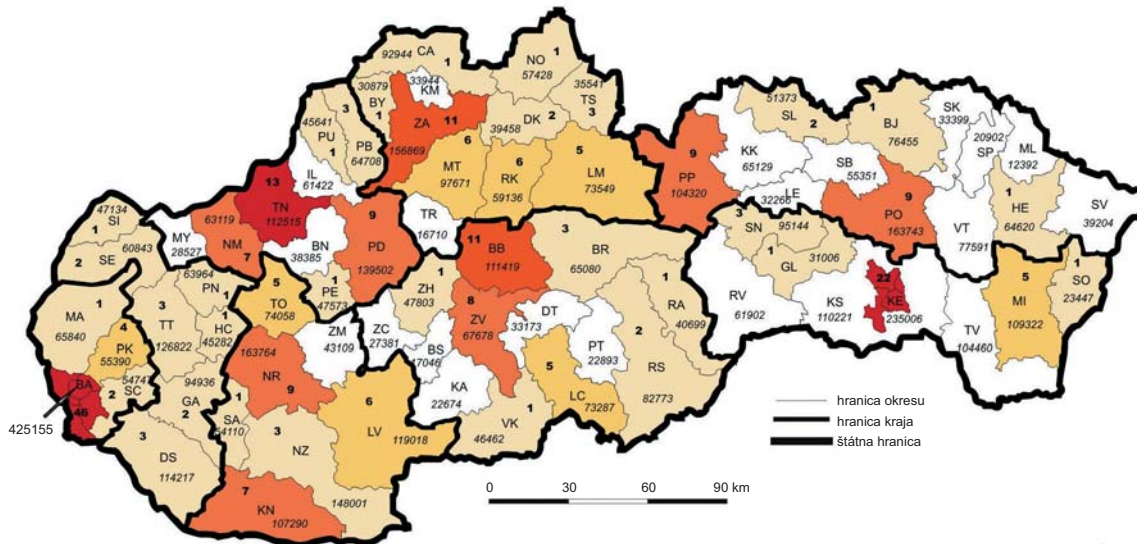 92944 CA 1
NO 1
57428
35541
TS
3
30879
BY
1
33944
KM
ZA 11
156869
39458 DK 2
45641
PU
1
3
PB
64708
6
MT
97671
6
RK
59136
5
LM
73549
IL
61422
13
TN
112515
63119
NM
7
MY
28527
BN
38385
9
PD
139502
TR
16710
1
PE
47573
47134
SI
1
60843
SE
2
1
MA
65840
4
PK
55390
54747
SC
2
BA
46
425155
63964
PN
1
3
TT
126822
HC
1
45282
94936
GA
2
3
DS
114217
5
TO
74058
163764
NR
9
1
SA
54110
3
NZ
148001
7
KN
107290
6
LV
119018
ZM
43109
ZH
47803
1
ZC
27381
BS
17046
KA
22674
11
BB
111419
8
ZV
67678
3
BR
65080
33173
DT
PT
22893
1
RA
40699
2
RS
82773
5
LC
73287
1
VK
46462
51373
SL
2
1
BJ
76455
SK
33399
20902
SP
ML
12392
9
PP
104320
KK
65129
SB
55351
LE
32266
9
PO
163743
1
HE
64620
SV
39204
VT
77591
3
SN
95144
1
GL
31006
RV
61902
KS
110221
22
KE
235006
TV
104460
5
MI
109322
1
SO
23447
hranica okresu
hranica kraja
štátna hranica
0 30 60 90 km